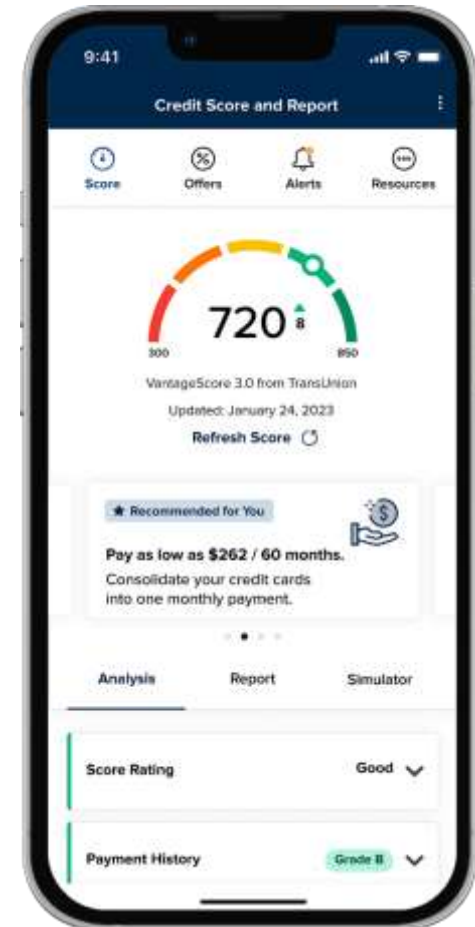 9:41
Credit Score and Report
Score
Offers
Alerts
Resources
720
8
300
850
VantageScore 3.0 from TransUnion
Updated: January 24, 2023
Refresh Score
Recommended for You
$
Pay as low as $262 / 60 months.
Consolidate your credit cards
into one monthly payment.
Analysis
Report
Simulator
Score Rating
Good
Payment History
Grade B